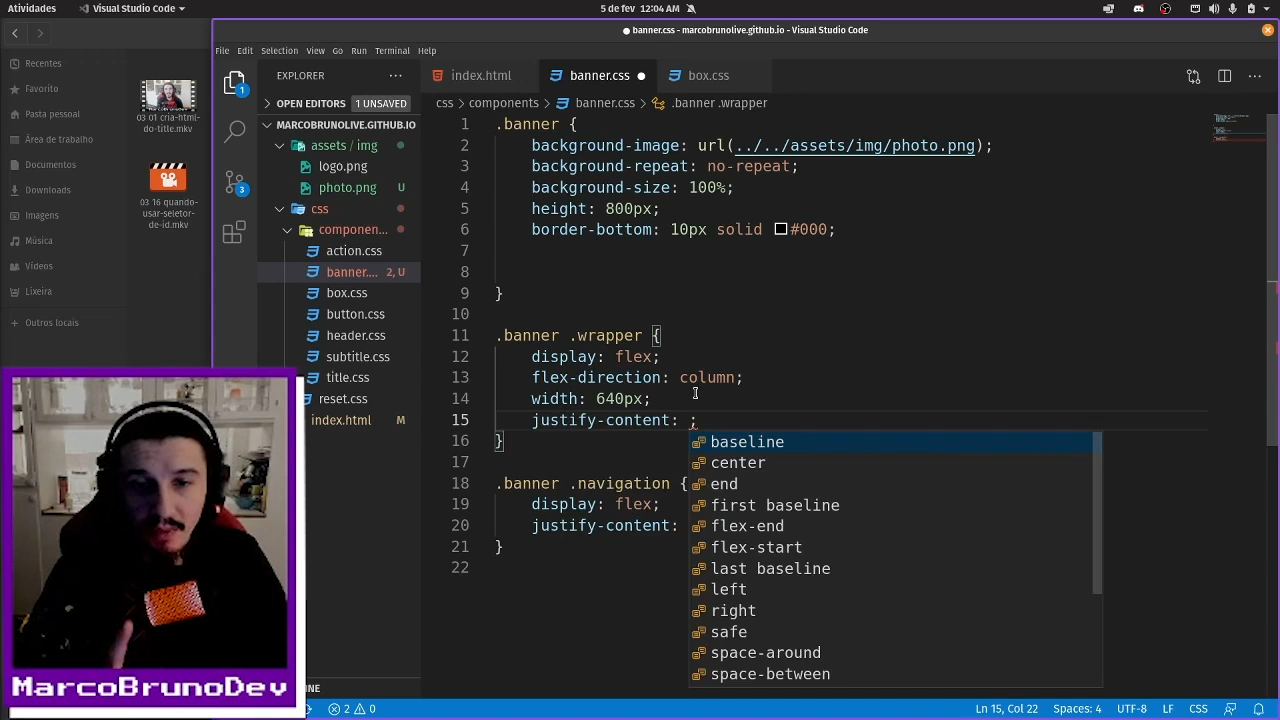 Atividades
Visual Studio Code
5 de fev 12:04 AM
banner.css - marcobrunolive.github.io - Visual Studio Code
File Edit Selection View Go Run Terminal Help
Recentes
Favorito
Pasta pessoal
Área de trabalho
Documentos
Downloads
Imagens
Música
Vídeos
Lixeira
Outros locais
03 01 cria-html-
do-title.mkv
03 16 quando-
usar-seletor-
de-id.mkv
EXPLORER
OPEN EDITORS 1 UNSAVED
MARCOBRUNOLIVE.GITHUB.IO
assets / img
logo.png
photo.png U
css
componen...
action.css
banner.... 2, U
box.css
button.css
header.css
subtitle.css
title.css
reset.css
index.html M
index.html banner.css box.css
css > components > banner.css > .banner .wrapper
1 .banner {
2 background-image: url(../../assets/img/photo.png);
3 background-repeat: no-repeat;
4 background-size: 100%;
5 height: 800px;
6 border-bottom: 10px solid #000;
7
8
9 }
10
11 .banner .wrapper {
12 display: flex;
13 flex-direction: column;
14 width: 640px;
15 justify-content: ;
16 }
17
18 .banner .navigation {
19 display: flex;
20 justify-content:
21 }
22
baseline
center
end
first baseline
flex-end
flex-start
last baseline
left
right
safe
space-around
space-between
MarcoBrunoDev
2 0
Ln 15, Col 22 Spaces: 4 UTF-8 LF CSS